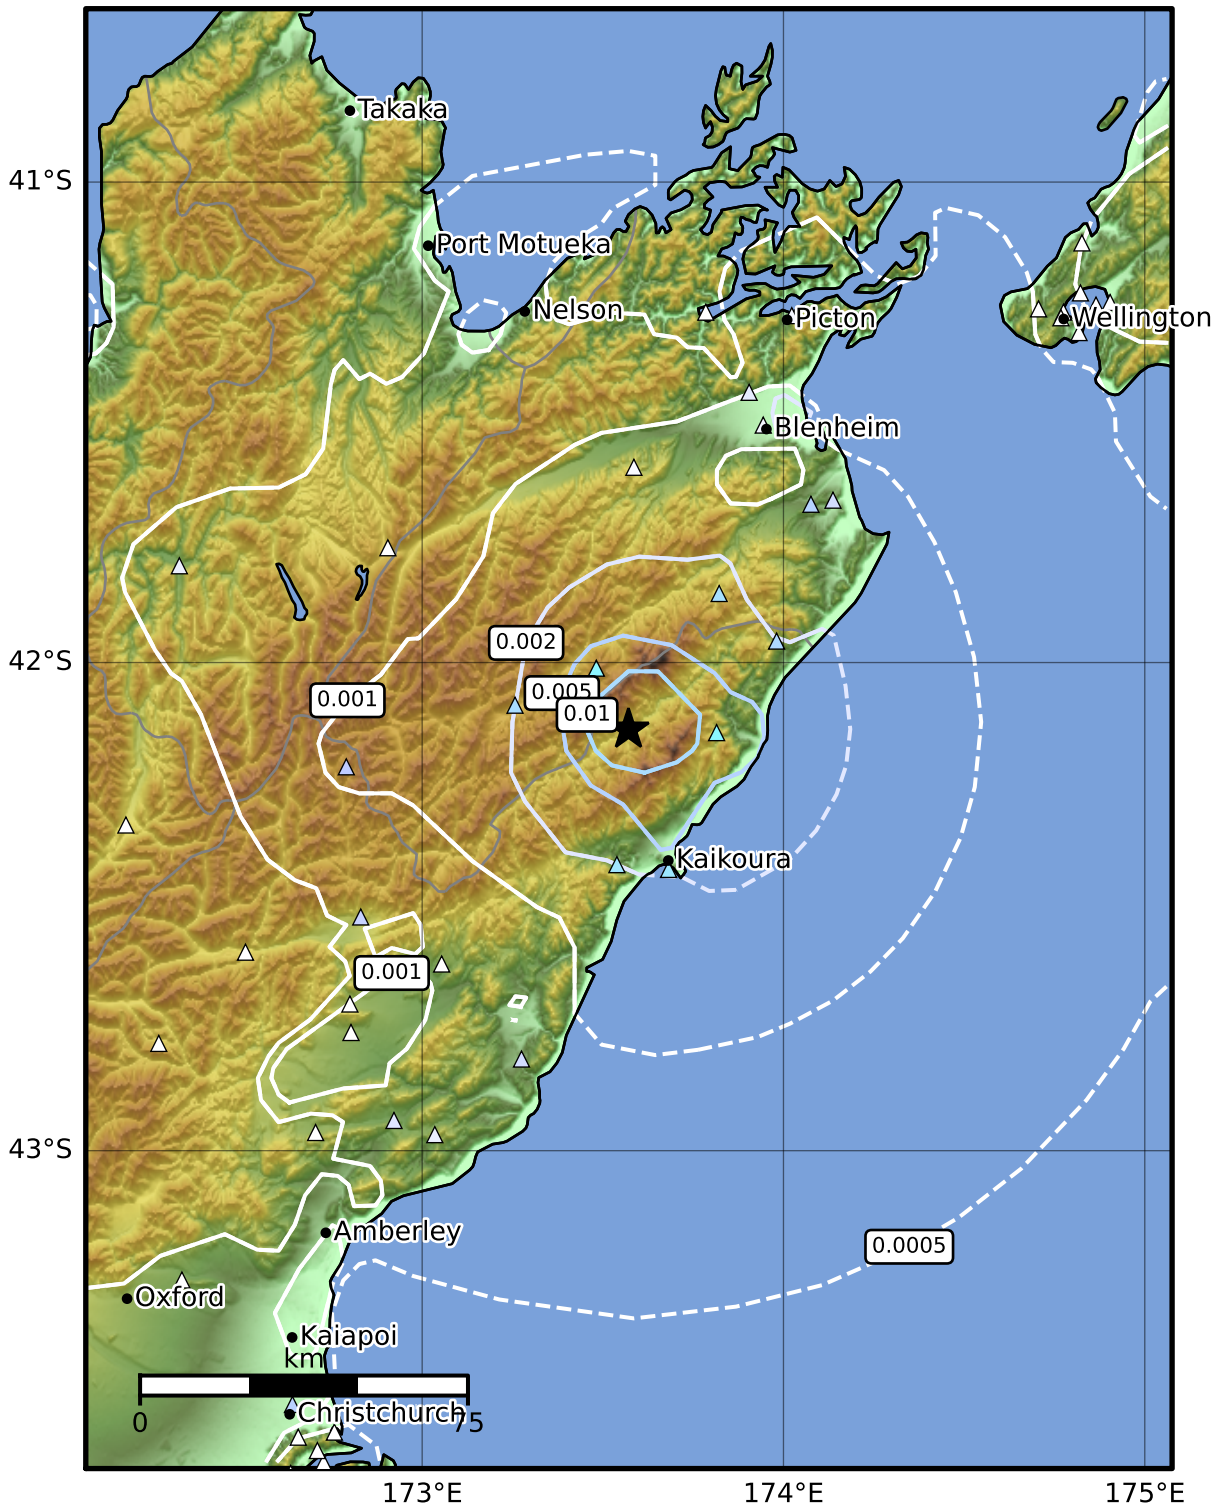 Takaka
41°S
Port Motueka
Nelson
Picton
Wellington
Blenheim
0.002
42°S
0.005
0.001
0.01
Kaikoura
0.001
43°S
Amberley
0.0005
Oxford
Kaiapoi
km
Christchurch
0 75
173°E 174°E 175°E